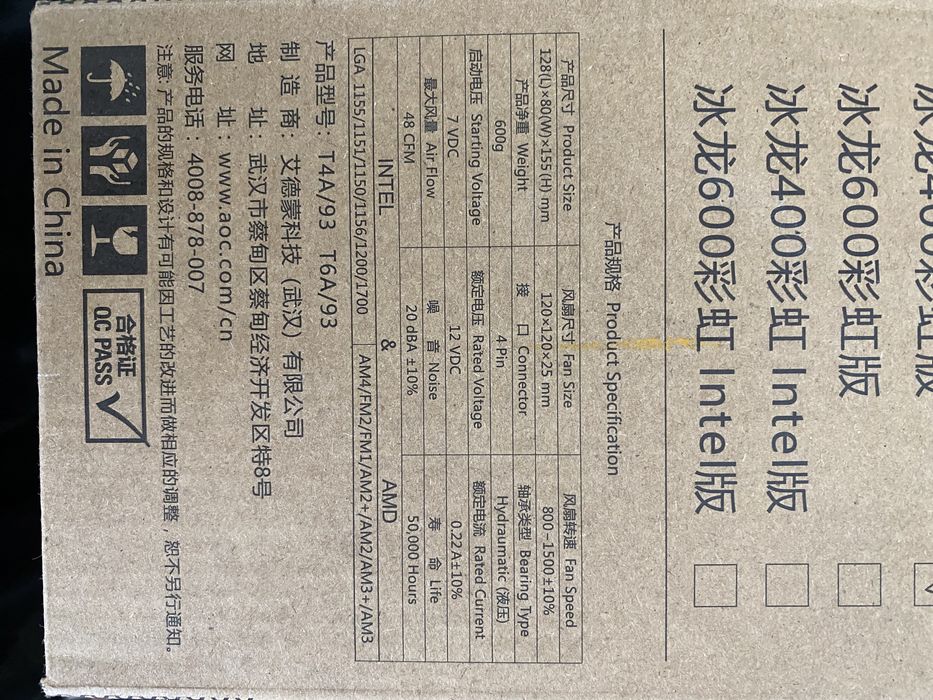 冰龙400彩虹版 ☑
冰龙600彩虹版 □
冰龙400彩虹 Intel版 □
冰龙600彩虹 Intel版 □
产品规格 Product Specification
产品尺寸 Product Size 风扇尺寸 Fan Size 风扇转速 Fan Speed
128(L)×80(W)×155(H) mm 120×120×25 mm 800-1500±10%
产品净重 Weight 接 口 Connector 轴承类型 Bearing Type
600g 4-Pin Hydraumatic (液压)
启动电压 Starting Voltage 额定电压 Rated Voltage 额定电流 Rated Current
7 VDC 12 VDC 0.22 A±10%
最大风量 Air Flow 噪 音 Noise 寿 命 Life
48 CFM 20 dBA ±10% 50,000 Hours
INTEL & AMD
LGA 1155/1151/1150/1156/1200/1700 AM4/FM2/FM1/AM2+/AM2/AM3+/AM3
产品型号: T4A/93 T6A/93
制 造 商: 艾德蒙科技 (武汉) 有限公司
地 址: 武汉市蔡甸区蔡甸经济开发区特8号
网 址: www.aoc.com/cn
服务电话: 4008-878-007
注意: 产品的规格和设计有可能因工艺的改进而做相应的调整 恕不另行通知。
合格证
QC PASS
Made in China